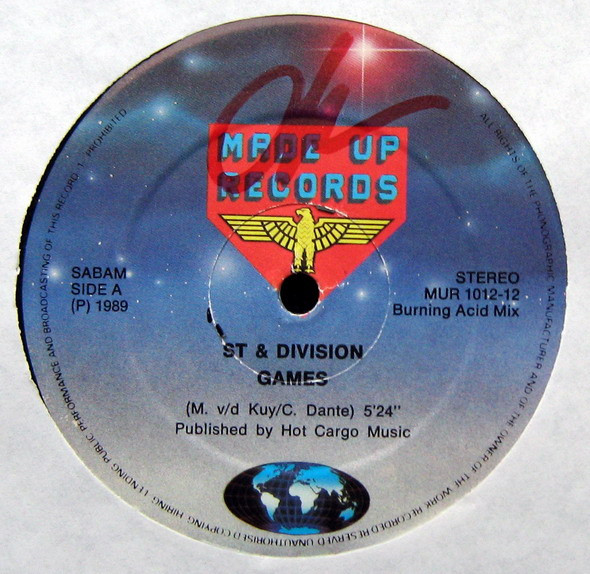 MADE UP
RECORDS
SABAM
SIDE A
(P) 1989
STEREO
MUR 1012-12
Burning Acid Mix
ST & DIVISION
GAMES
(M. v/d Kuy/C. Dante) 5'24"
Published by Hot Cargo Music
ALL RIGHTS OF THE PHONOGRAPHIC MANUFACTURER AND OF THE OWNER OF THE WORK RECORDED RESERVED UNAUTHORISED COPYING HIRING LENDING PUBLIC PERFORMANCE AND BROADCASTING OF THIS RECORD PROHIBITED